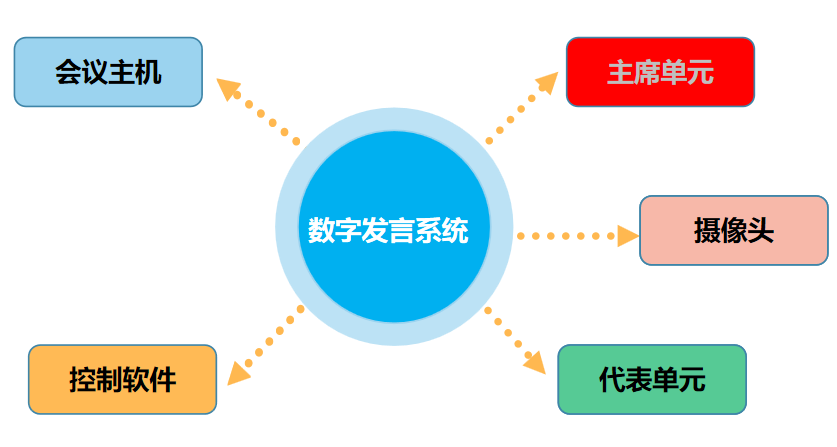 会议主机
主席单元
数字发言系统
摄像头
控制软件
代表单元